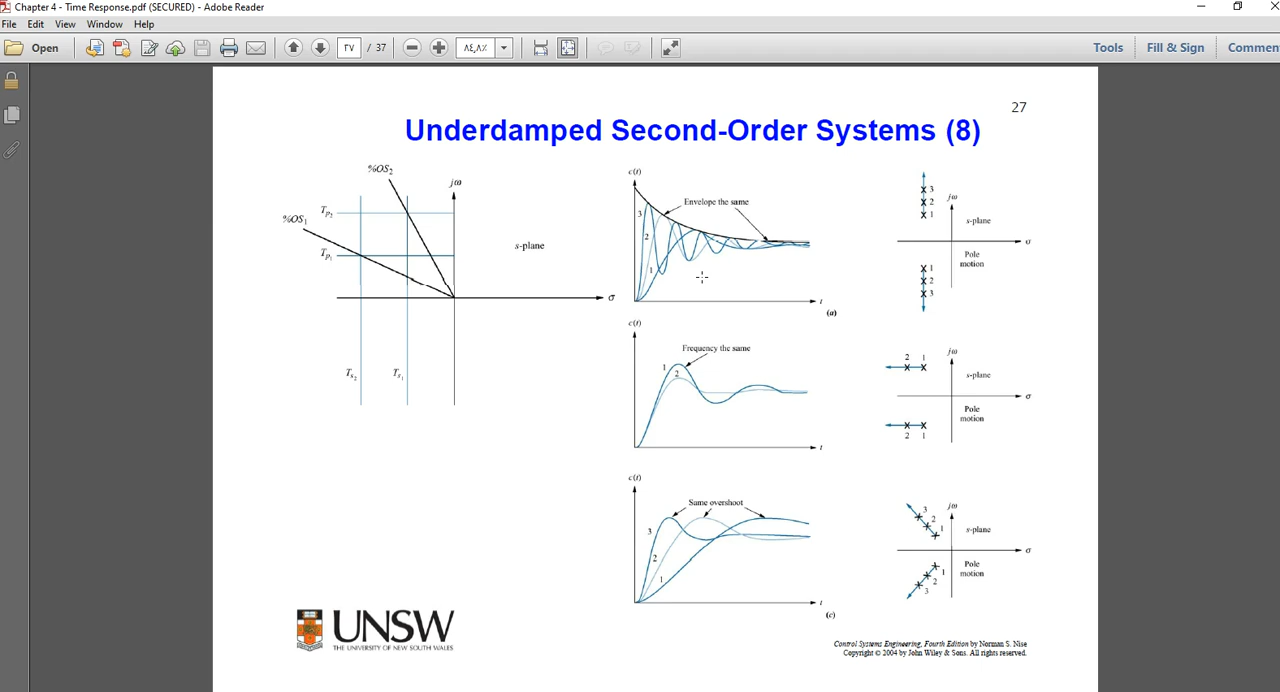 Chapter 4 - Time Response.pdf (SECURED) - Adobe Reader
File Edit View Window Help
Open
٢٧ / 37
٨٤,٨٪
Tools Fill & Sign Comment
27
Underdamped Second-Order Systems (8)
%OS₂
jω
%OS₁
Tp₂
Tp₁
s-plane
σ
Ts₂
Ts₁
c(t)
Envelope the same
3
2
1
t
(a)
3
2
1
jω
s-plane
σ
Pole
motion
1
2
3
c(t)
Frequency the same
1
2
t
2 1
jω
s-plane
σ
Pole
motion
2 1
c(t)
Same overshoot
3
2
1
t
(c)
3
2
1
jω
s-plane
σ
Pole
motion
1
2
3
UNSW
THE UNIVERSITY OF NEW SOUTH WALES
Control Systems Engineering, Fourth Edition by Norman S. Nise
Copyright © 2004 by John Wiley & Sons. All rights reserved.